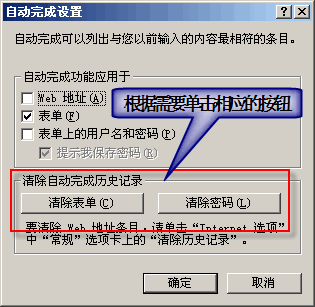 自动完成设置
自动完成可以列出与您以前输入的内容最相符的条目。
自动完成功能应用于
Web 地址(A)
表单(F)
表单上的用户名和密码(P)
提示我保存密码(R)
根据需要单击相应的按钮
清除自动完成历史记录
清除表单(C) 清除密码(L)
要清除 Web 地址条目，请单击“Internet 选项”
中“常规”选项卡上的“清除历史记录”。
确定 取消